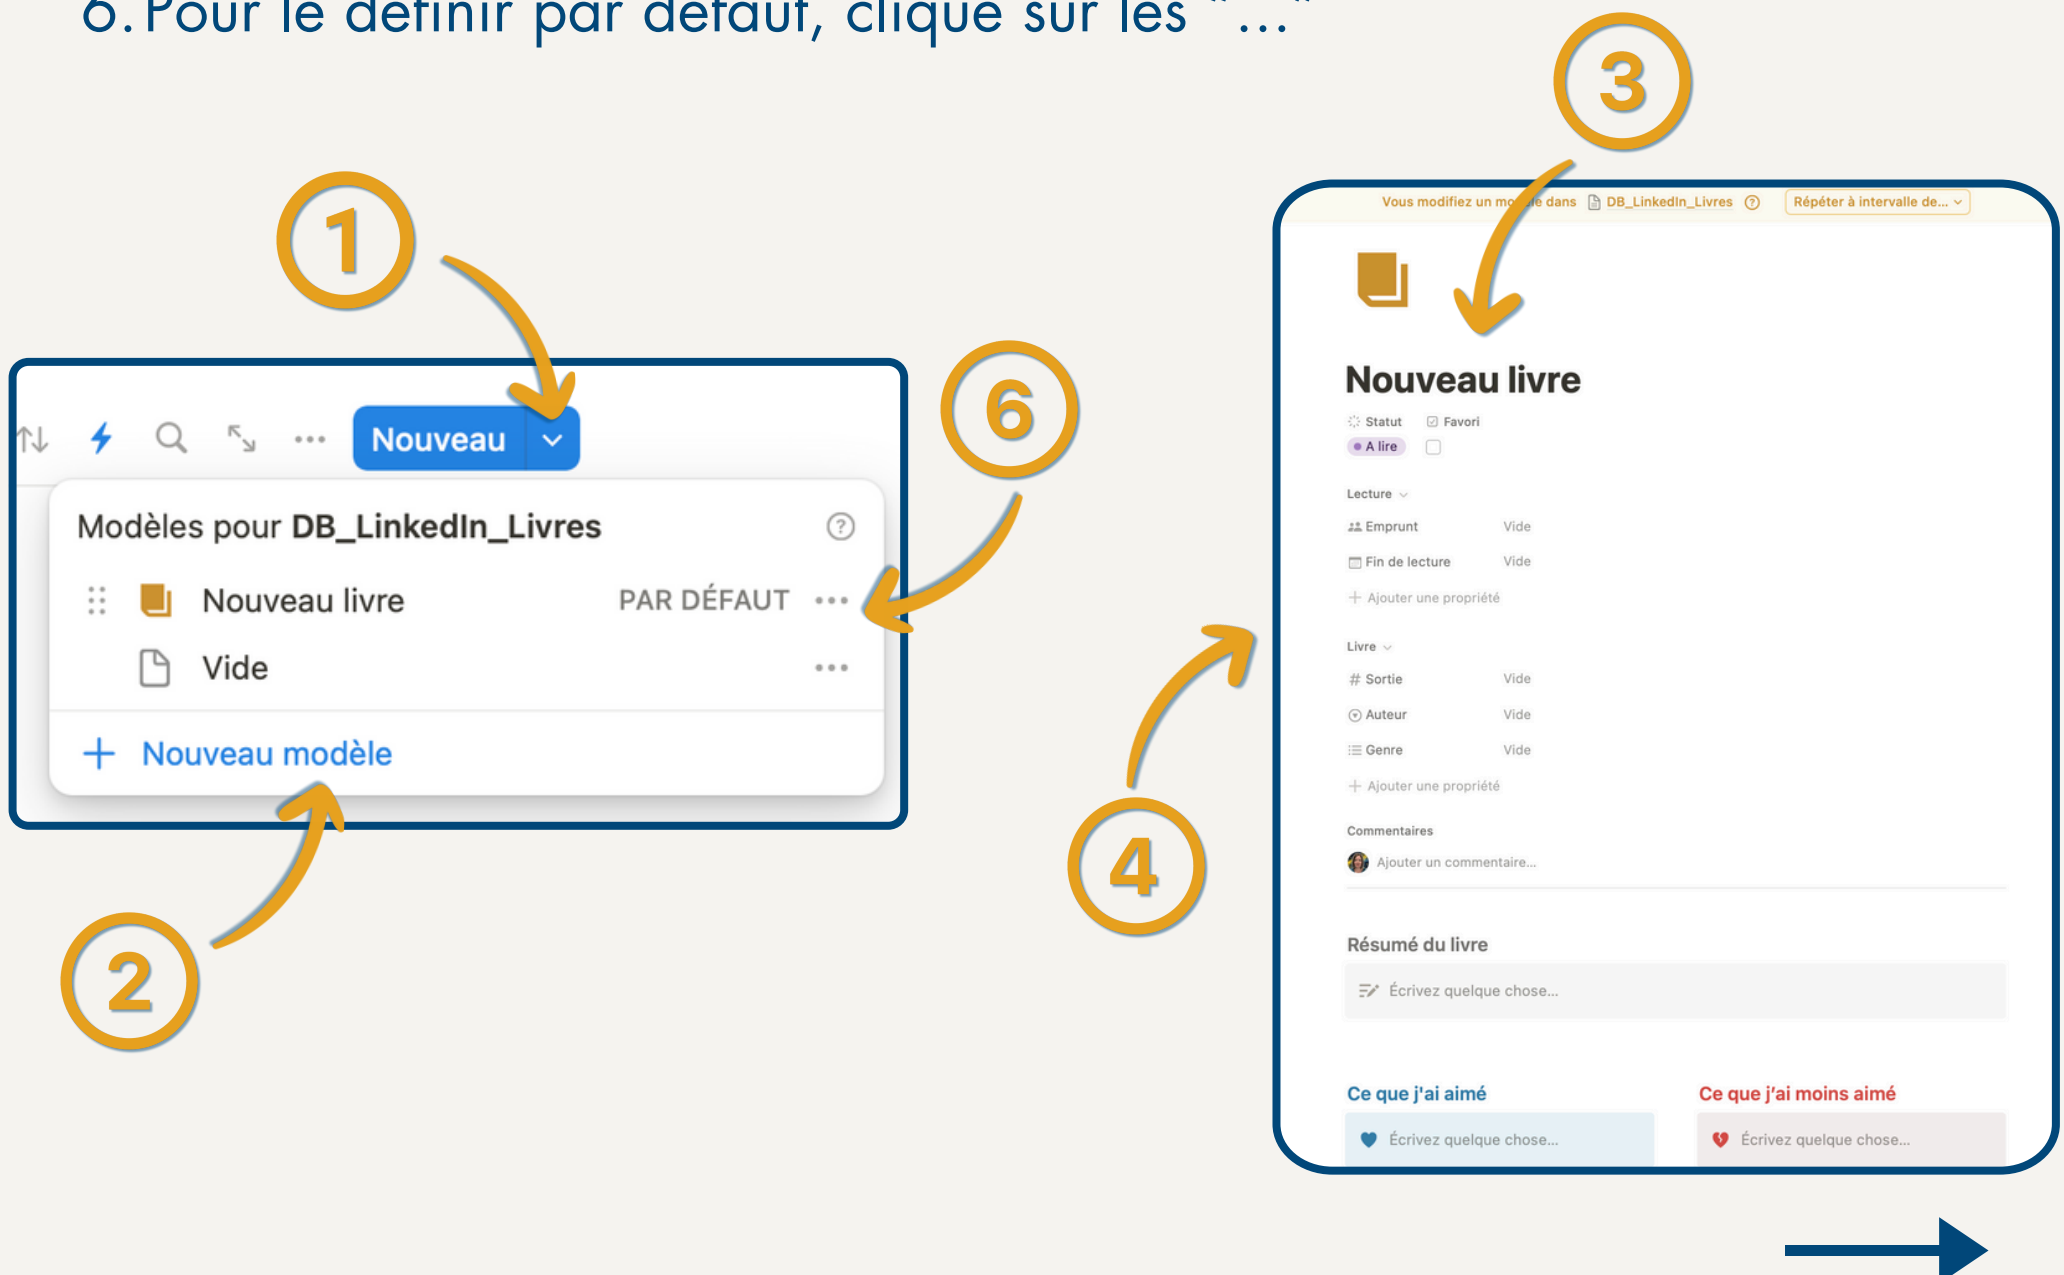 6. Pour le définir par défaut, clique sur les “...“
3
1
Vous modifiez un modèle dans DB_LinkedIn_Livres Répéter à intervalle de...
Nouveau livre
Statut Favori
A lire
Lecture
Emprunt Vide
Fin de lecture Vide
+ Ajouter une propriété
Livre
# Sortie Vide
Auteur Vide
Genre Vide
+ Ajouter une propriété
Commentaires
Ajouter un commentaire...
Résumé du livre
Écrivez quelque chose...
Ce que j'ai aimé
Écrivez quelque chose...
Ce que j’ai moins aimé
Écrivez quelque chose...
6
Nouveau
Modèles pour DB_LinkedIn_Livres ?
Nouveau livre PAR DÉFAUT ...
Vide ...
+ Nouveau modèle
4
2